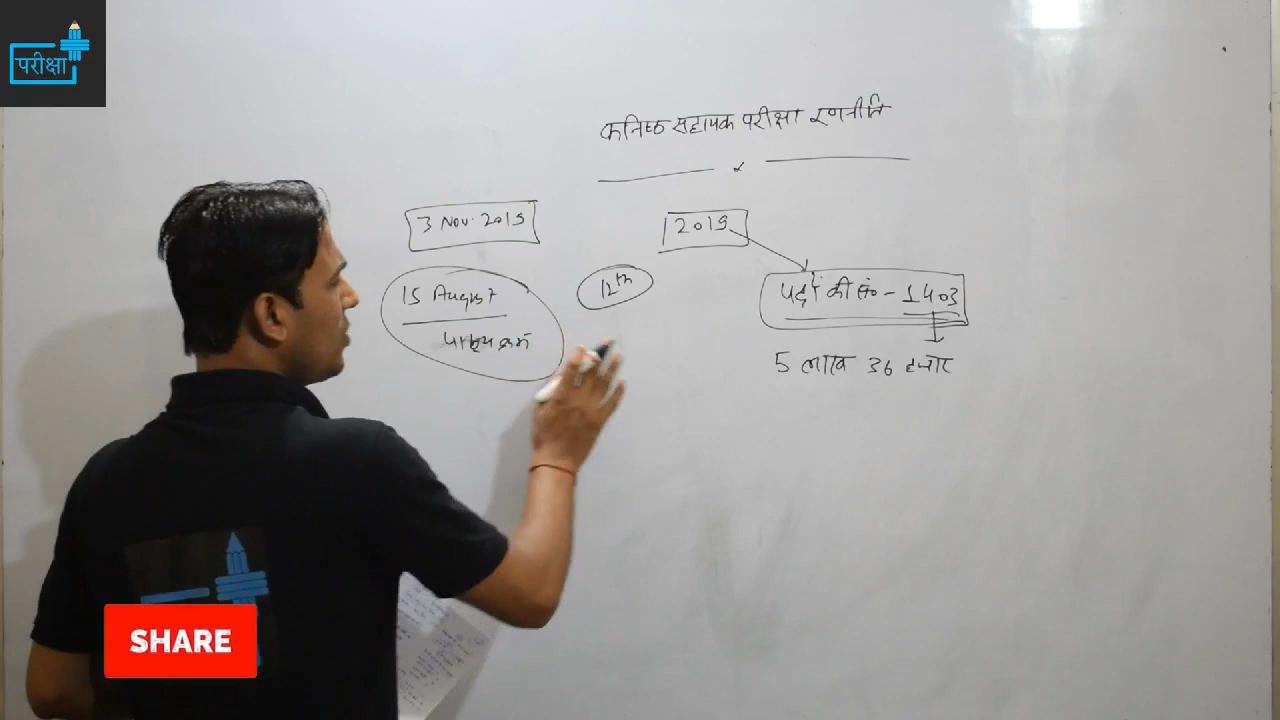 परीक्षा
कनिष्ठ सहायक परीक्षा रणनीति
3 Nov. 2019
2019
15 August
12th
पदों की सं० - 1403
पाठ्यक्रम
5 लाख 36 हजार
SHARE